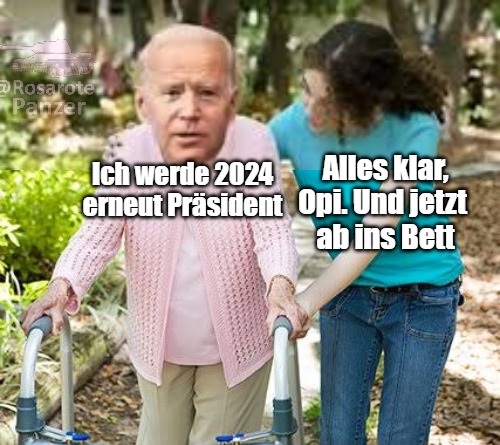 @Rosarote
Panzer
Ich werde 2024
erneut Präsident
Alles klar,
Opi. Und jetzt
ab ins Bett